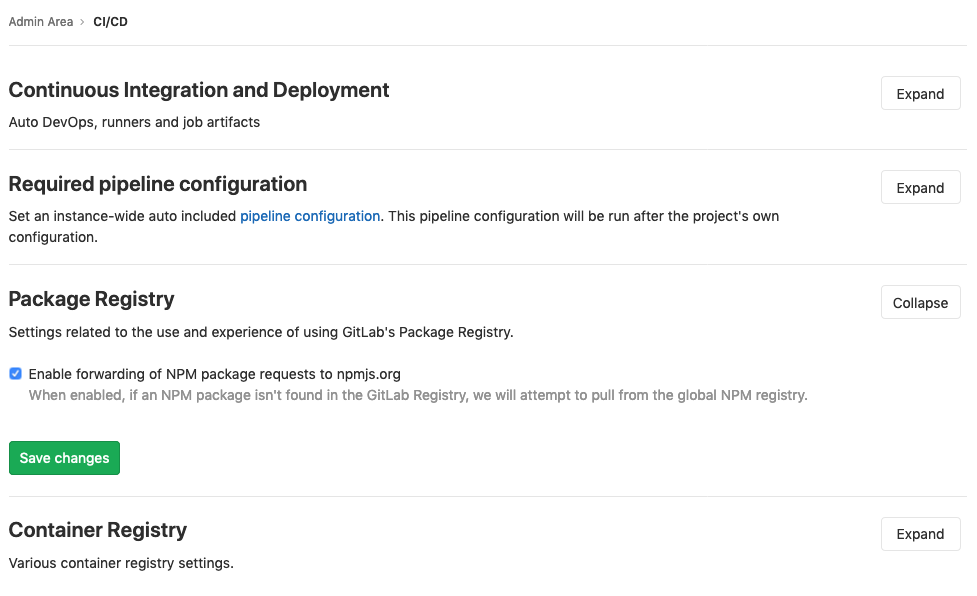 Admin Area > CI/CD
Continuous Integration and Deployment
Expand
Auto DevOps, runners and job artifacts
Required pipeline configuration
Expand
Set an instance-wide auto included pipeline configuration. This pipeline configuration will be run after the project's own
configuration.
Package Registry
Collapse
Settings related to the use and experience of using GitLab's Package Registry.
Enable forwarding of NPM package requests to npmjs.org
When enabled, if an NPM package isn't found in the GitLab Registry, we will attempt to pull from the global NPM registry.
Save changes
Container Registry
Expand
Various container registry settings.